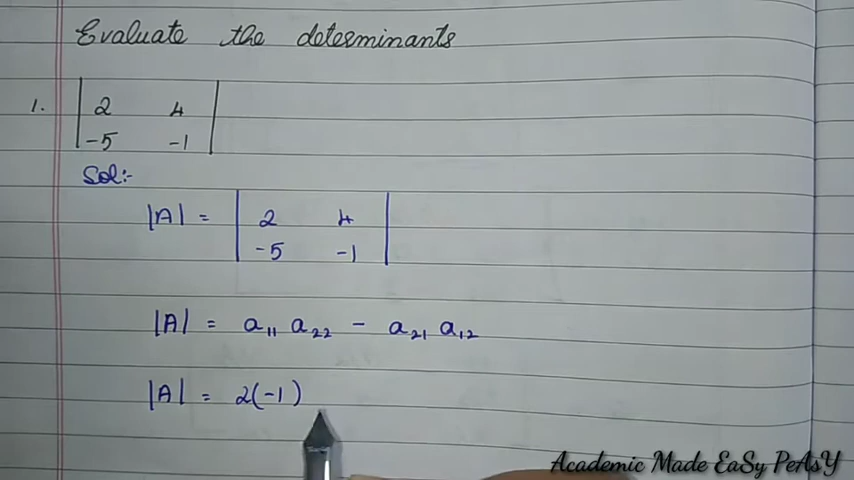 Evaluate the determinants
1. | 2 4 |
| -5 -1 |
Sol:-
|A| = | 2 4 |
| -5 -1 |
|A| = a₁₁ a₂₂ - a₂₁ a₁₂
|A| = 2(-1)
Academic Made EaSy PeAsY